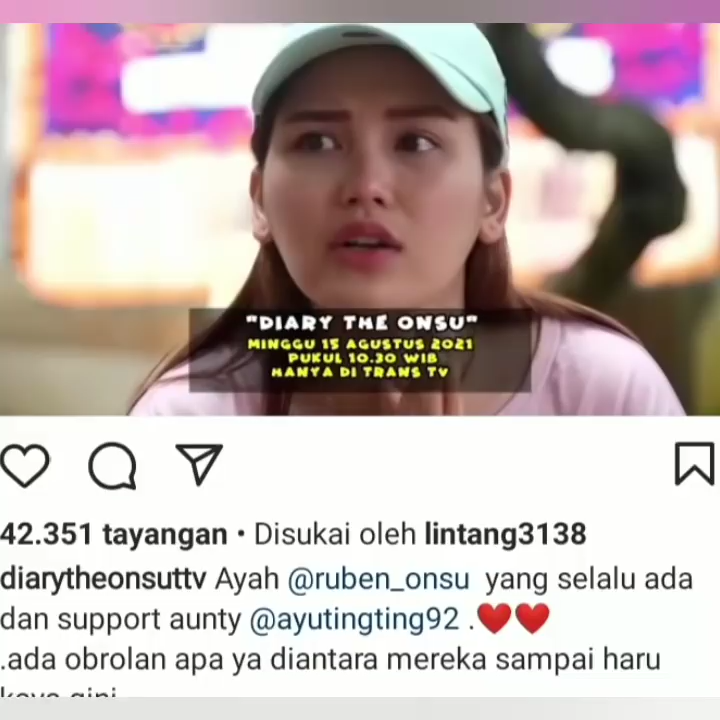 "DIARY THE ONSU"
MINGGU 15 AGUSTUS 2021
PUKUL 10.30 WIB
HANYA DI TRANS TV
42.351 tayangan • Disukai oleh lintang3138
diarytheonsuttv Ayah @ruben_onsu yang selalu ada
dan support aunty @ayutingting92 .❤️❤️
.ada obrolan apa ya diantara mereka sampai haru